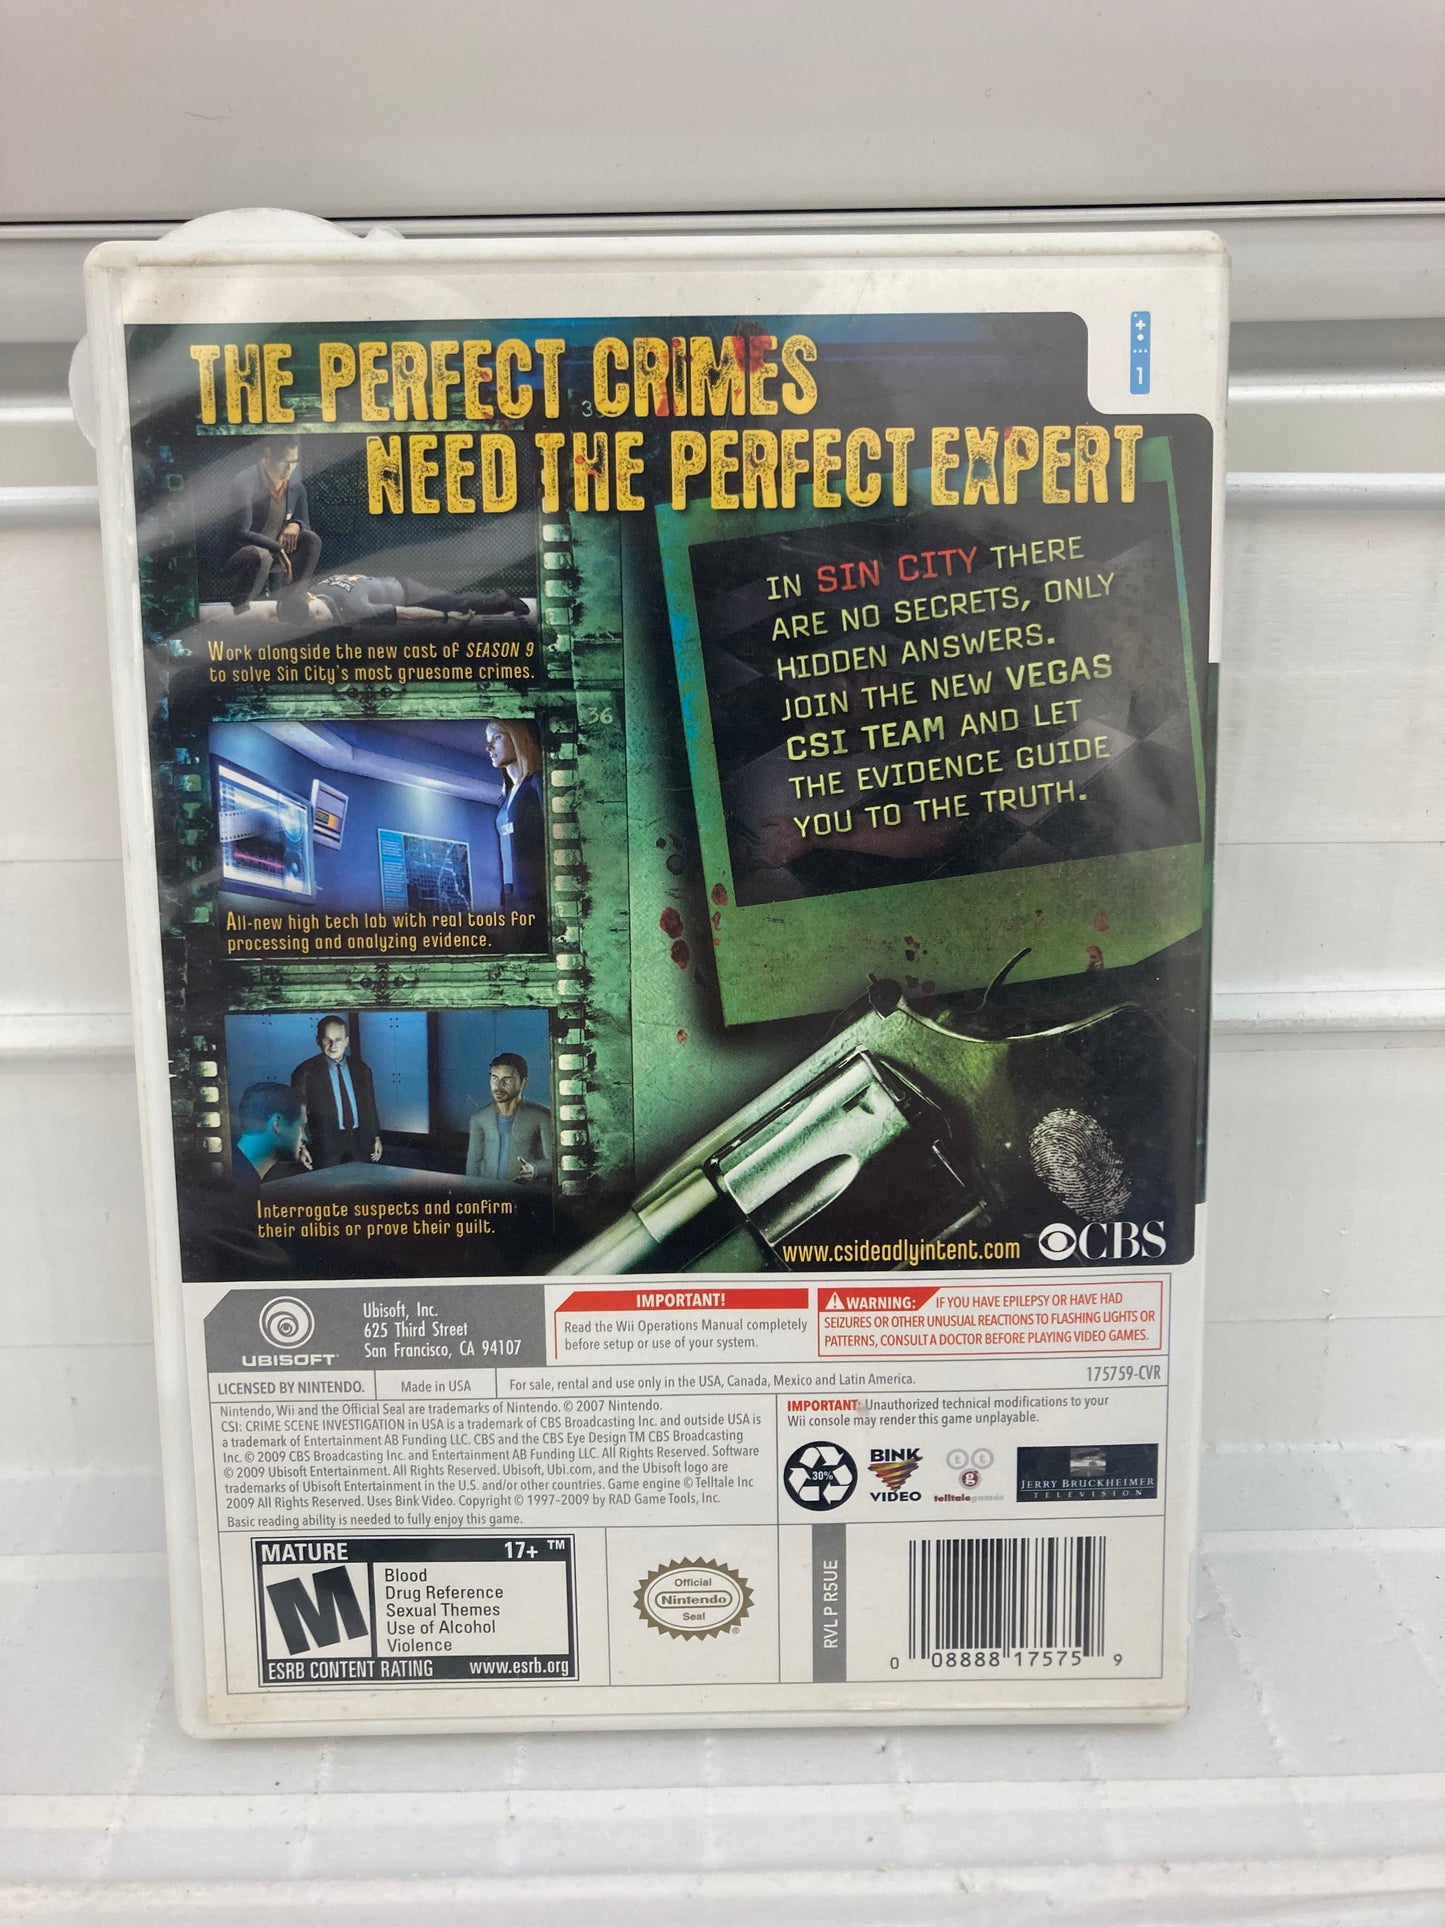 THE PERFECT CRIMES
NEED THE PERFECT EXPERT
1
Work alongside the new cast of SEASON 9
to solve Sin City's most gruesome crimes.
IN SIN CITY THERE
ARE NO SECRETS, ONLY
HIDDEN ANSWERS.
JOIN THE NEW VEGAS
CSI TEAM AND LET
THE EVIDENCE GUIDE
YOU TO THE TRUTH.
36
All-new high tech lab with real tools for
processing and analyzing evidence.
Interrogate suspects and confirm
their alibis or prove their guilt.
www.csideadlyintent.com
CBS
UBISOFT
Ubisoft, Inc.
625 Third Street
San Francisco, CA 94107
IMPORTANT!
Read the Wii Operations Manual completely
before setup or use of your system.
WARNING: IF YOU HAVE EPILEPSY OR HAVE HAD
SEIZURES OR OTHER UNUSUAL REACTIONS TO FLASHING LIGHTS OR
PATTERNS, CONSULT A DOCTOR BEFORE PLAYING VIDEO GAMES.
LICENSED BY NINTENDO.
Made in USA
For sale, rental and use only in the USA, Canada, Mexico and Latin America.
175759-CVR
Nintendo, Wii and the Official Seal are trademarks of Nintendo. © 2007 Nintendo.
CSI: CRIME SCENE INVESTIGATION in USA is a trademark of CBS Broadcasting Inc. and outside USA is
a trademark of Entertainment AB Funding LLC. CBS and the CBS Eye Design TM CBS Broadcasting
Inc. © 2009 CBS Broadcasting Inc. and Entertainment AB Funding LLC. All Rights Reserved. Software
© 2009 Ubisoft Entertainment. All Rights Reserved. Ubisoft, Ubi.com, and the Ubisoft logo are
trademarks of Ubisoft Entertainment in the U.S. and/or other countries. Game engine © Telltale Inc
2009 All Rights Reserved. Uses Bink Video. Copyright © 1997–2009 by RAD Game Tools, Inc.
Basic reading ability is needed to fully enjoy this game.
IMPORTANT: Unauthorized technical modifications to your
Wii console may render this game unplayable.
30%
BINK
VIDEO
t t
g
telltalegames
JERRY BRUCKHEIMER
TELEVISION
MATURE 17+ ™
M
Blood
Drug Reference
Sexual Themes
Use of Alcohol
Violence
ESRB CONTENT RATING www.esrb.org
Official
Nintendo
Seal
®
RVL P R5UE
0 08888 17575 9